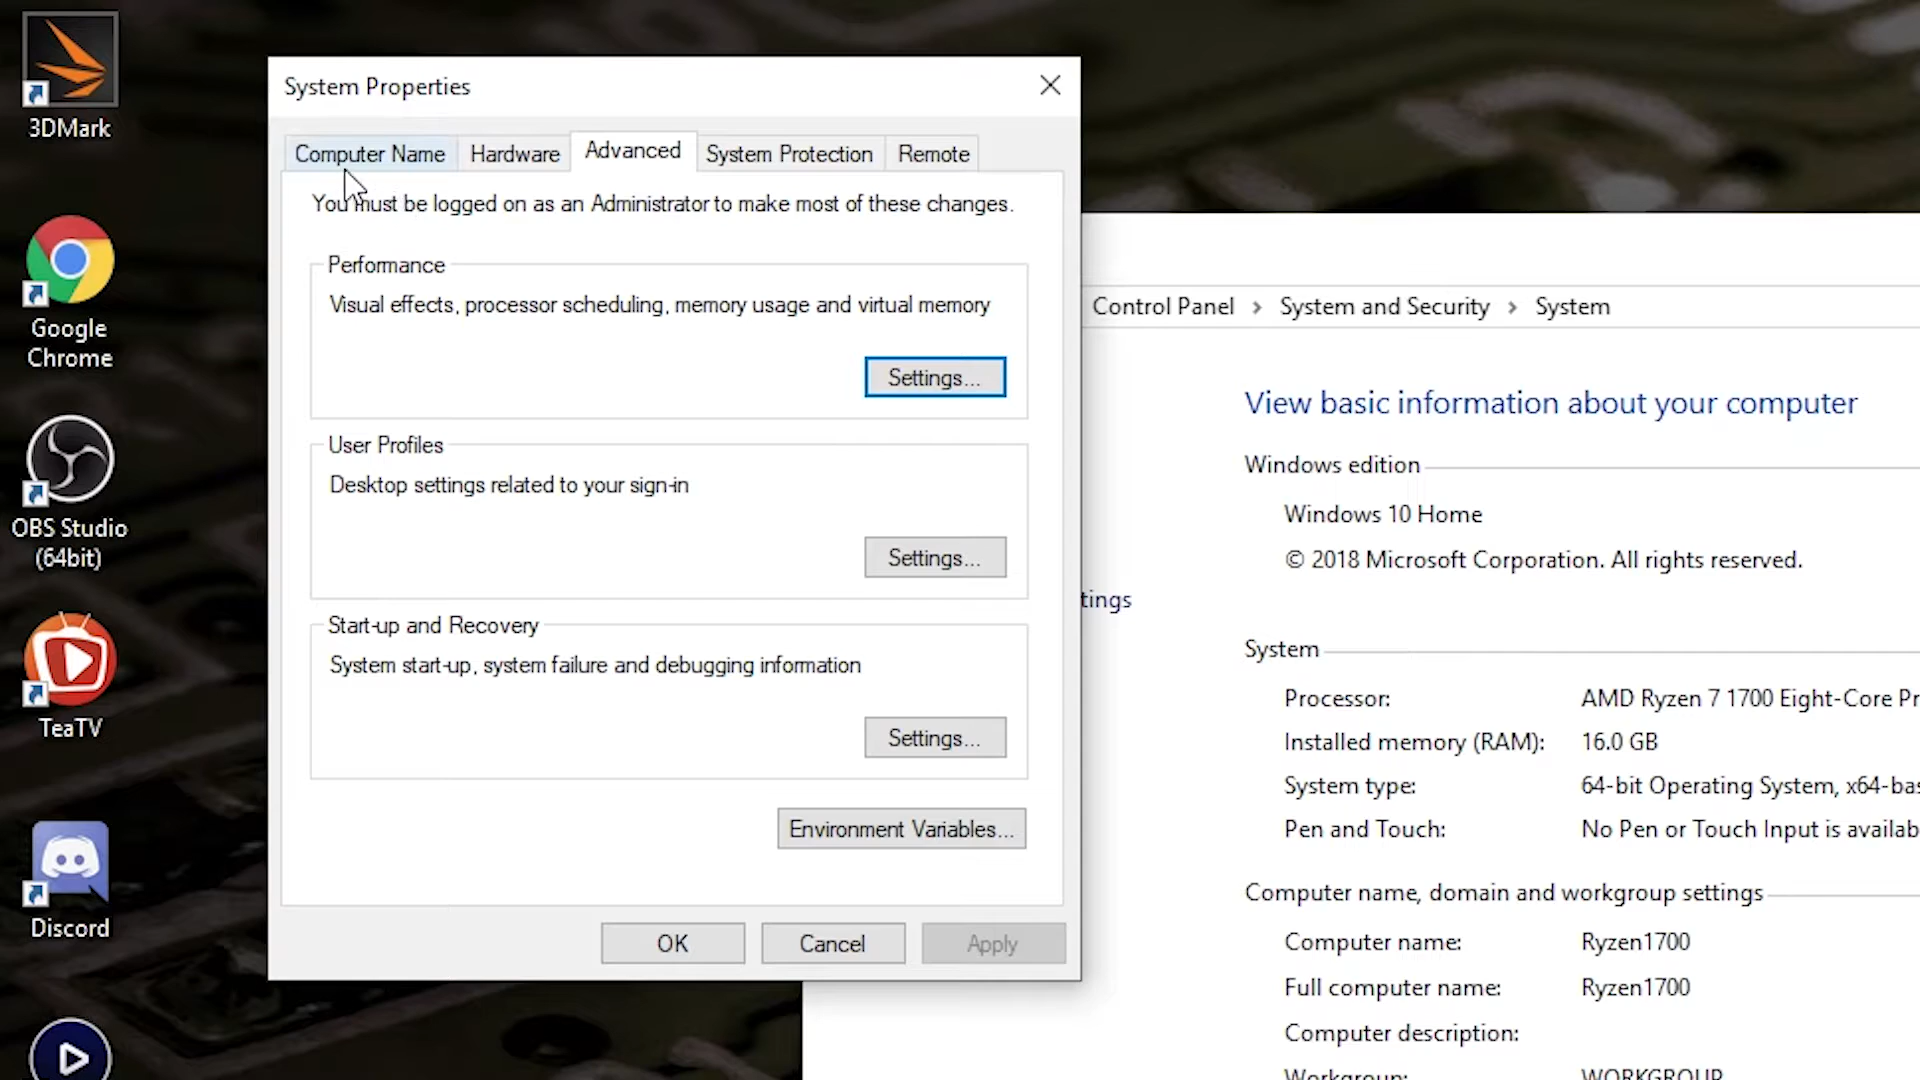 3DMark
Google
Chrome
OBS Studio
(64bit)
TeaTV
Discord
System Properties
Computer Name
Hardware
Advanced
System Protection
Remote
You must be logged on as an Administrator to make most of these changes.
Performance
Visual effects, processor scheduling, memory usage and virtual memory
Settings...
User Profiles
Desktop settings related to your sign-in
Settings...
Start-up and Recovery
System start-up, system failure and debugging information
Settings...
Environment Variables...
OK
Cancel
Apply
Control Panel > System and Security > System
tings
View basic information about your computer
Windows edition
Windows 10 Home
© 2018 Microsoft Corporation. All rights reserved.
System
Processor: AMD Ryzen 7 1700 Eight-Core Pr
Installed memory (RAM): 16.0 GB
System type: 64-bit Operating System, x64-bas
Pen and Touch: No Pen or Touch Input is availab
Computer name, domain and workgroup settings
Computer name: Ryzen1700
Full computer name: Ryzen1700
Computer description:
Workgroup: WORKGROUP